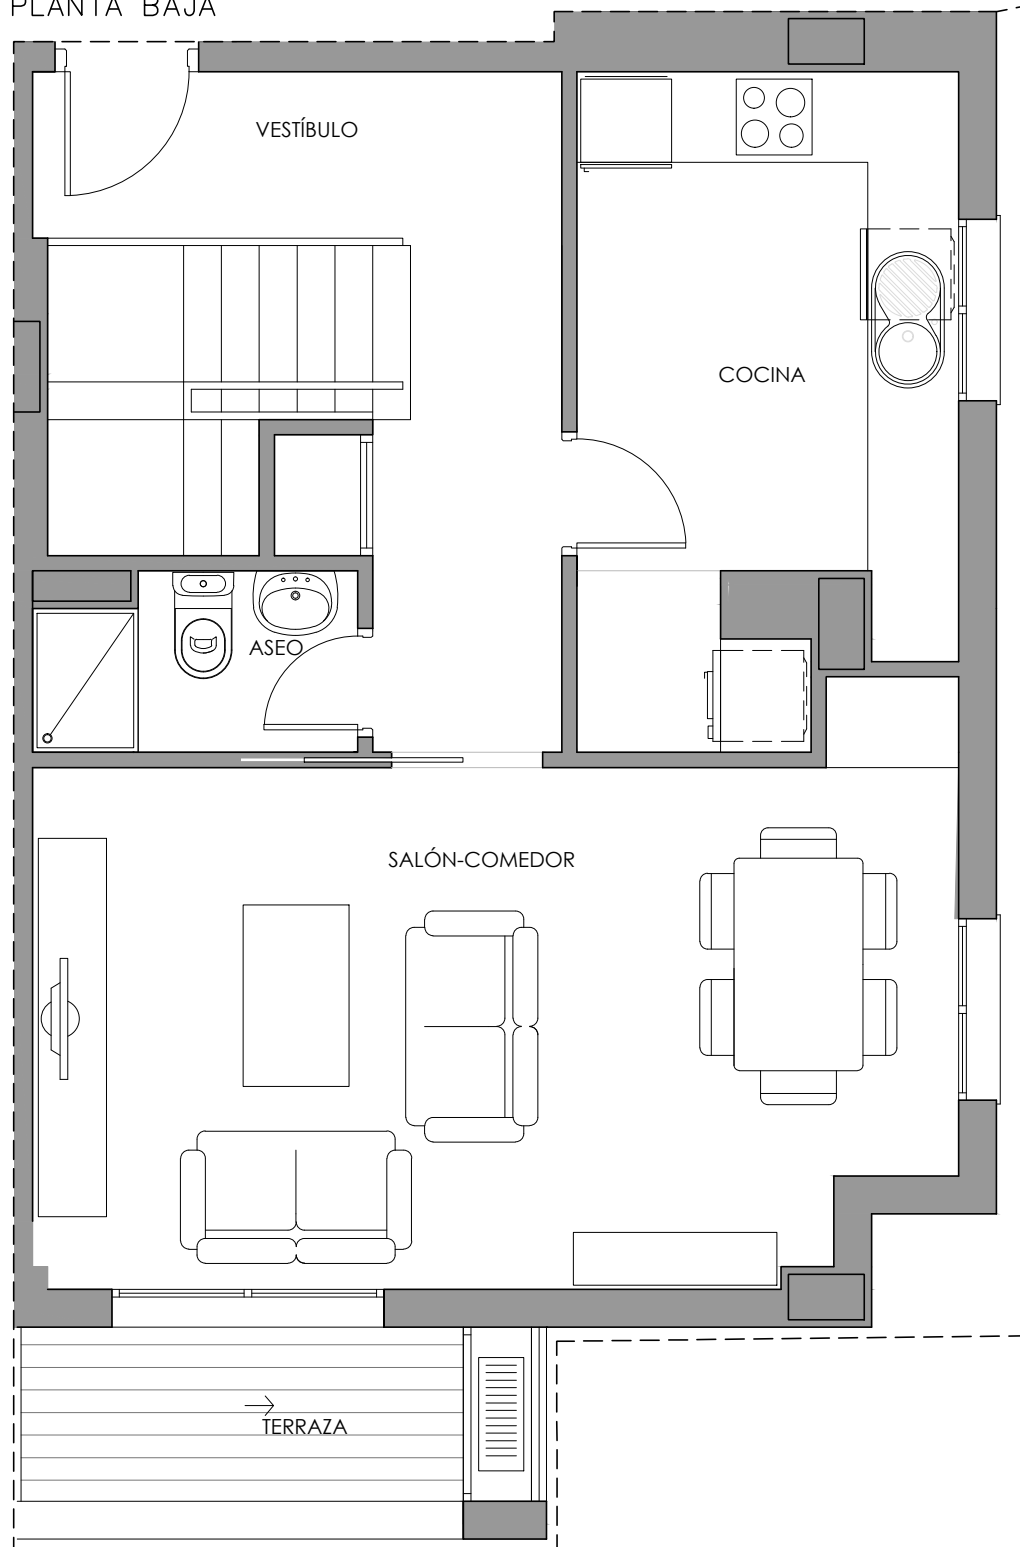 PLANTA BAJA
VESTÍBULO
COCINA
ASEO
SALÓN-COMEDOR
TERRAZA